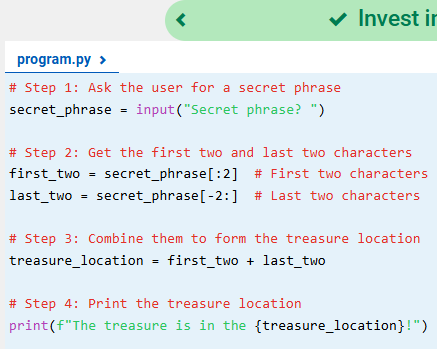 ✔ Invest in
program.py
# Step 1: Ask the user for a secret phrase
secret_phrase = input("Secret phrase? ")
# Step 2: Get the first two and last two characters
first_two = secret_phrase[:2]  # First two characters
last_two = secret_phrase[-2:]  # Last two characters
# Step 3: Combine them to form the treasure location
treasure_location = first_two + last_two
# Step 4: Print the treasure location
print(f"The treasure is in the {treasure_location}!")